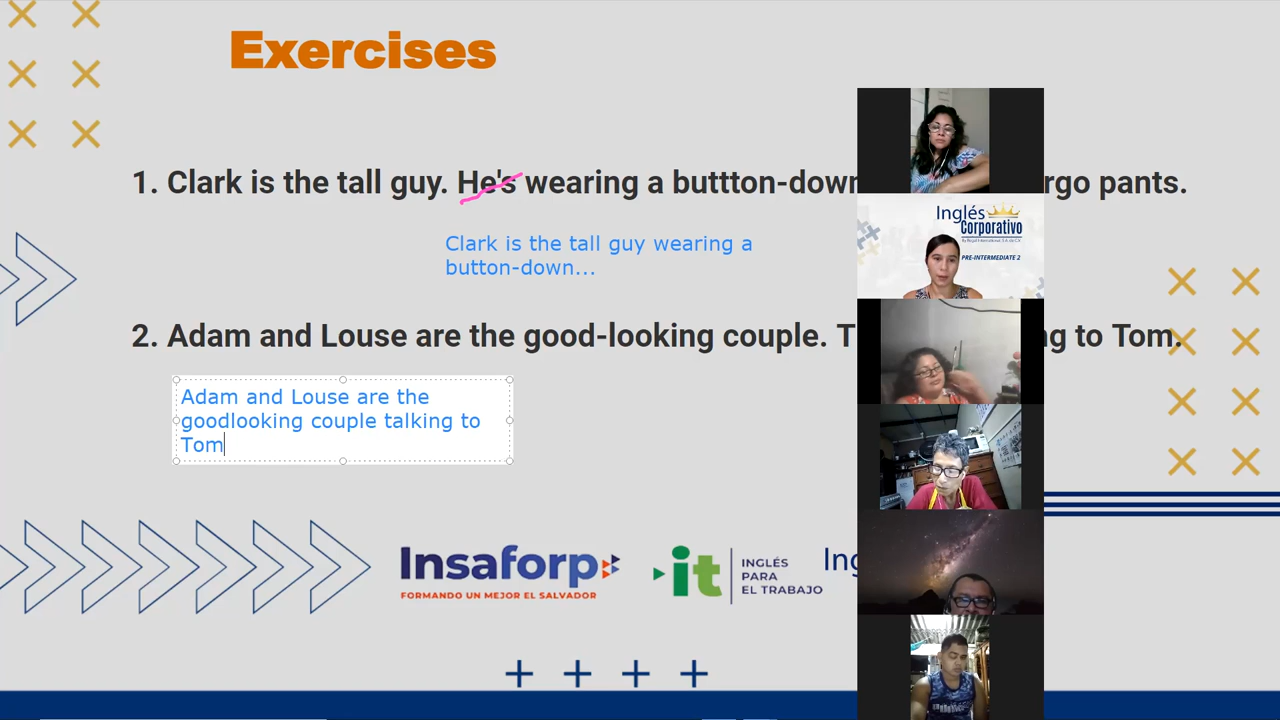 Exercises
1. Clark is the tall guy. He's wearing a buttton-down rgo pants.
Clark is the tall guy wearing a
button-down...
2. Adam and Louse are the good-looking couple. T ng to Tom.
Adam and Louse are the
goodlooking couple talking to
Tom
Inglés
Corporativo
PRE-INTERMEDIATE 2
Insaforp
FORMANDO UN MEJOR EL SALVADOR
it
INGLÉS
PARA
EL TRABAJO
Ing